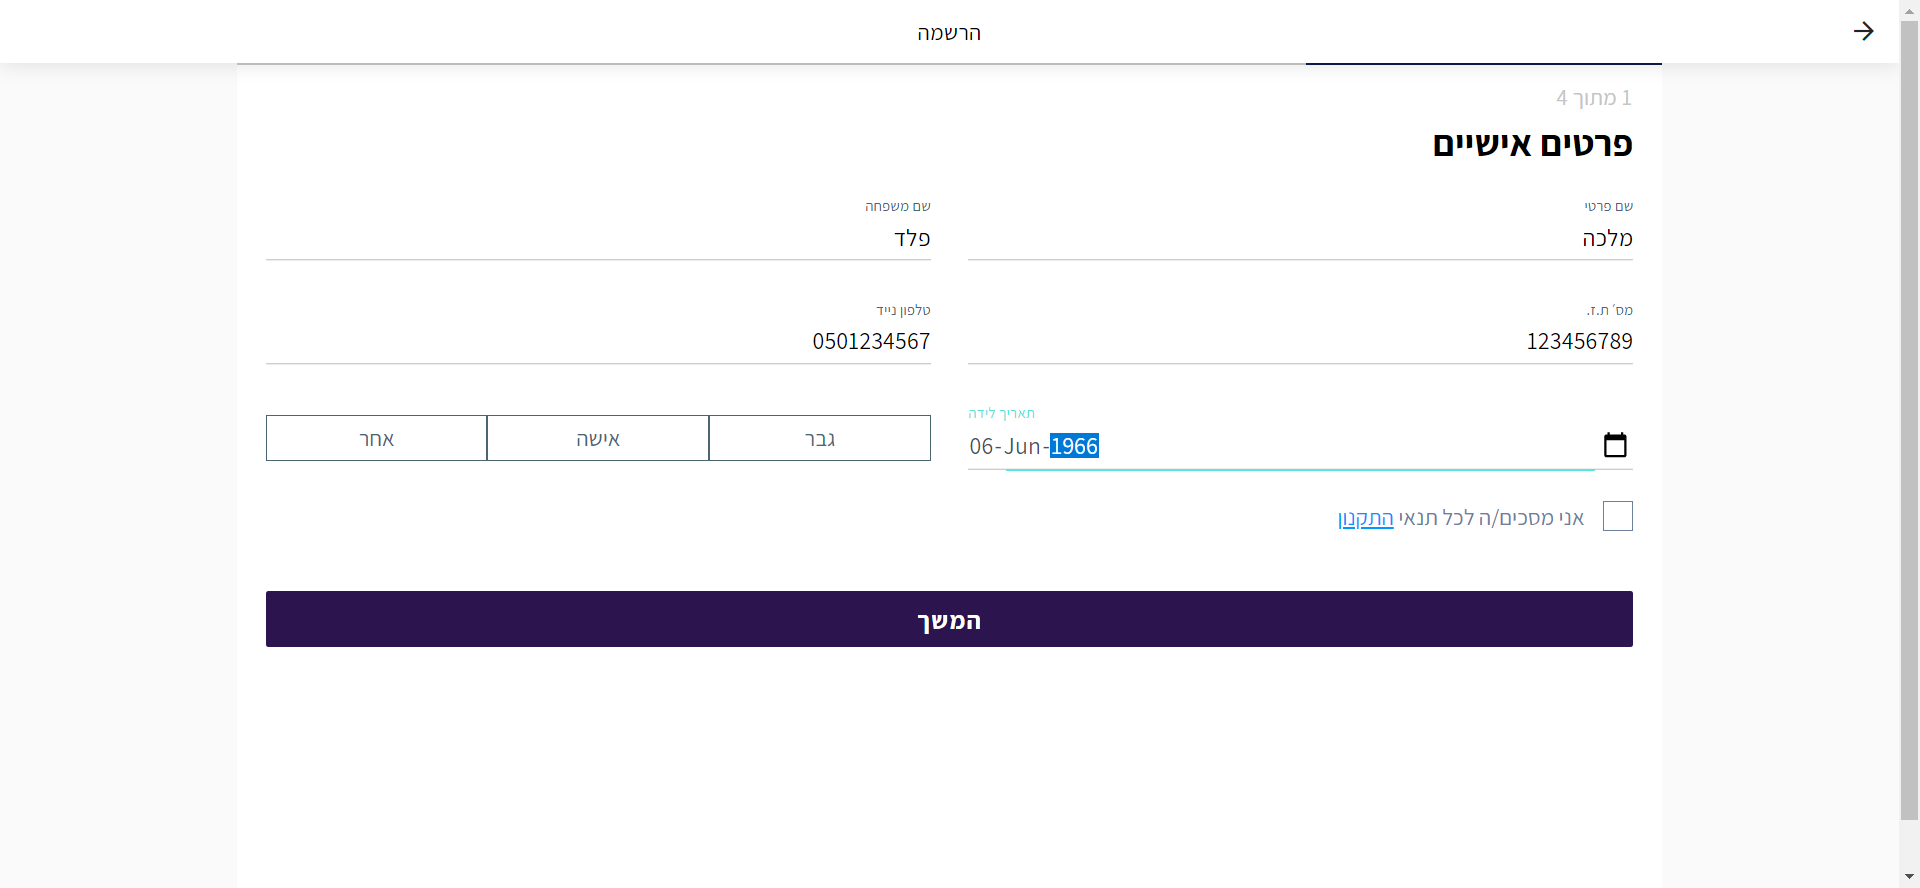 הרשמה
1 מתוך 4
פרטים אישיים
שם פרטי
מלכה
שם משפחה
פלד
מס׳ ת.ז.
123456789
טלפון נייד
0501234567
תאריך לידה
06-Jun-1966
גבר
אישה
אחר
אני מסכים/ה לכל תנאי התקנון
המשך